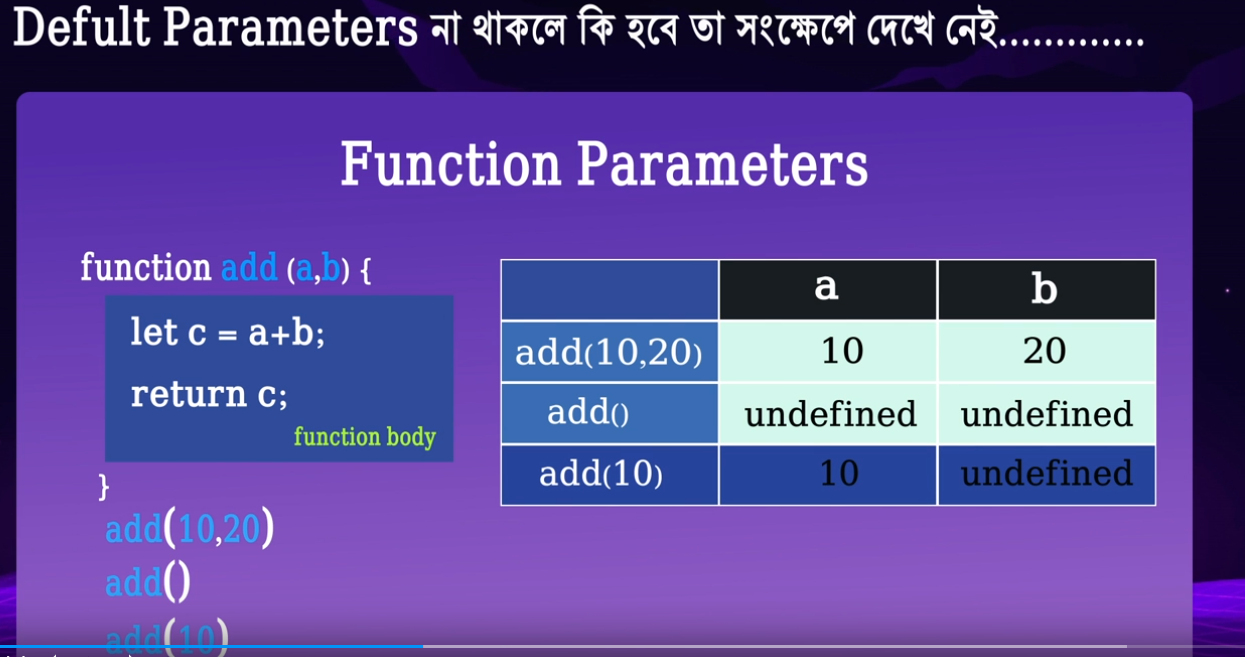 Defult Parameters না থাকলে কি হবে তা সংক্ষেপে দেখে নেই.............
Function Parameters
function add (a,b) {
let c = a+b;
return c;
function body
}
add(10,20)
add()
add(10)
a b
add(10,20) 10 20
add() undefined undefined
add(10) 10 undefined